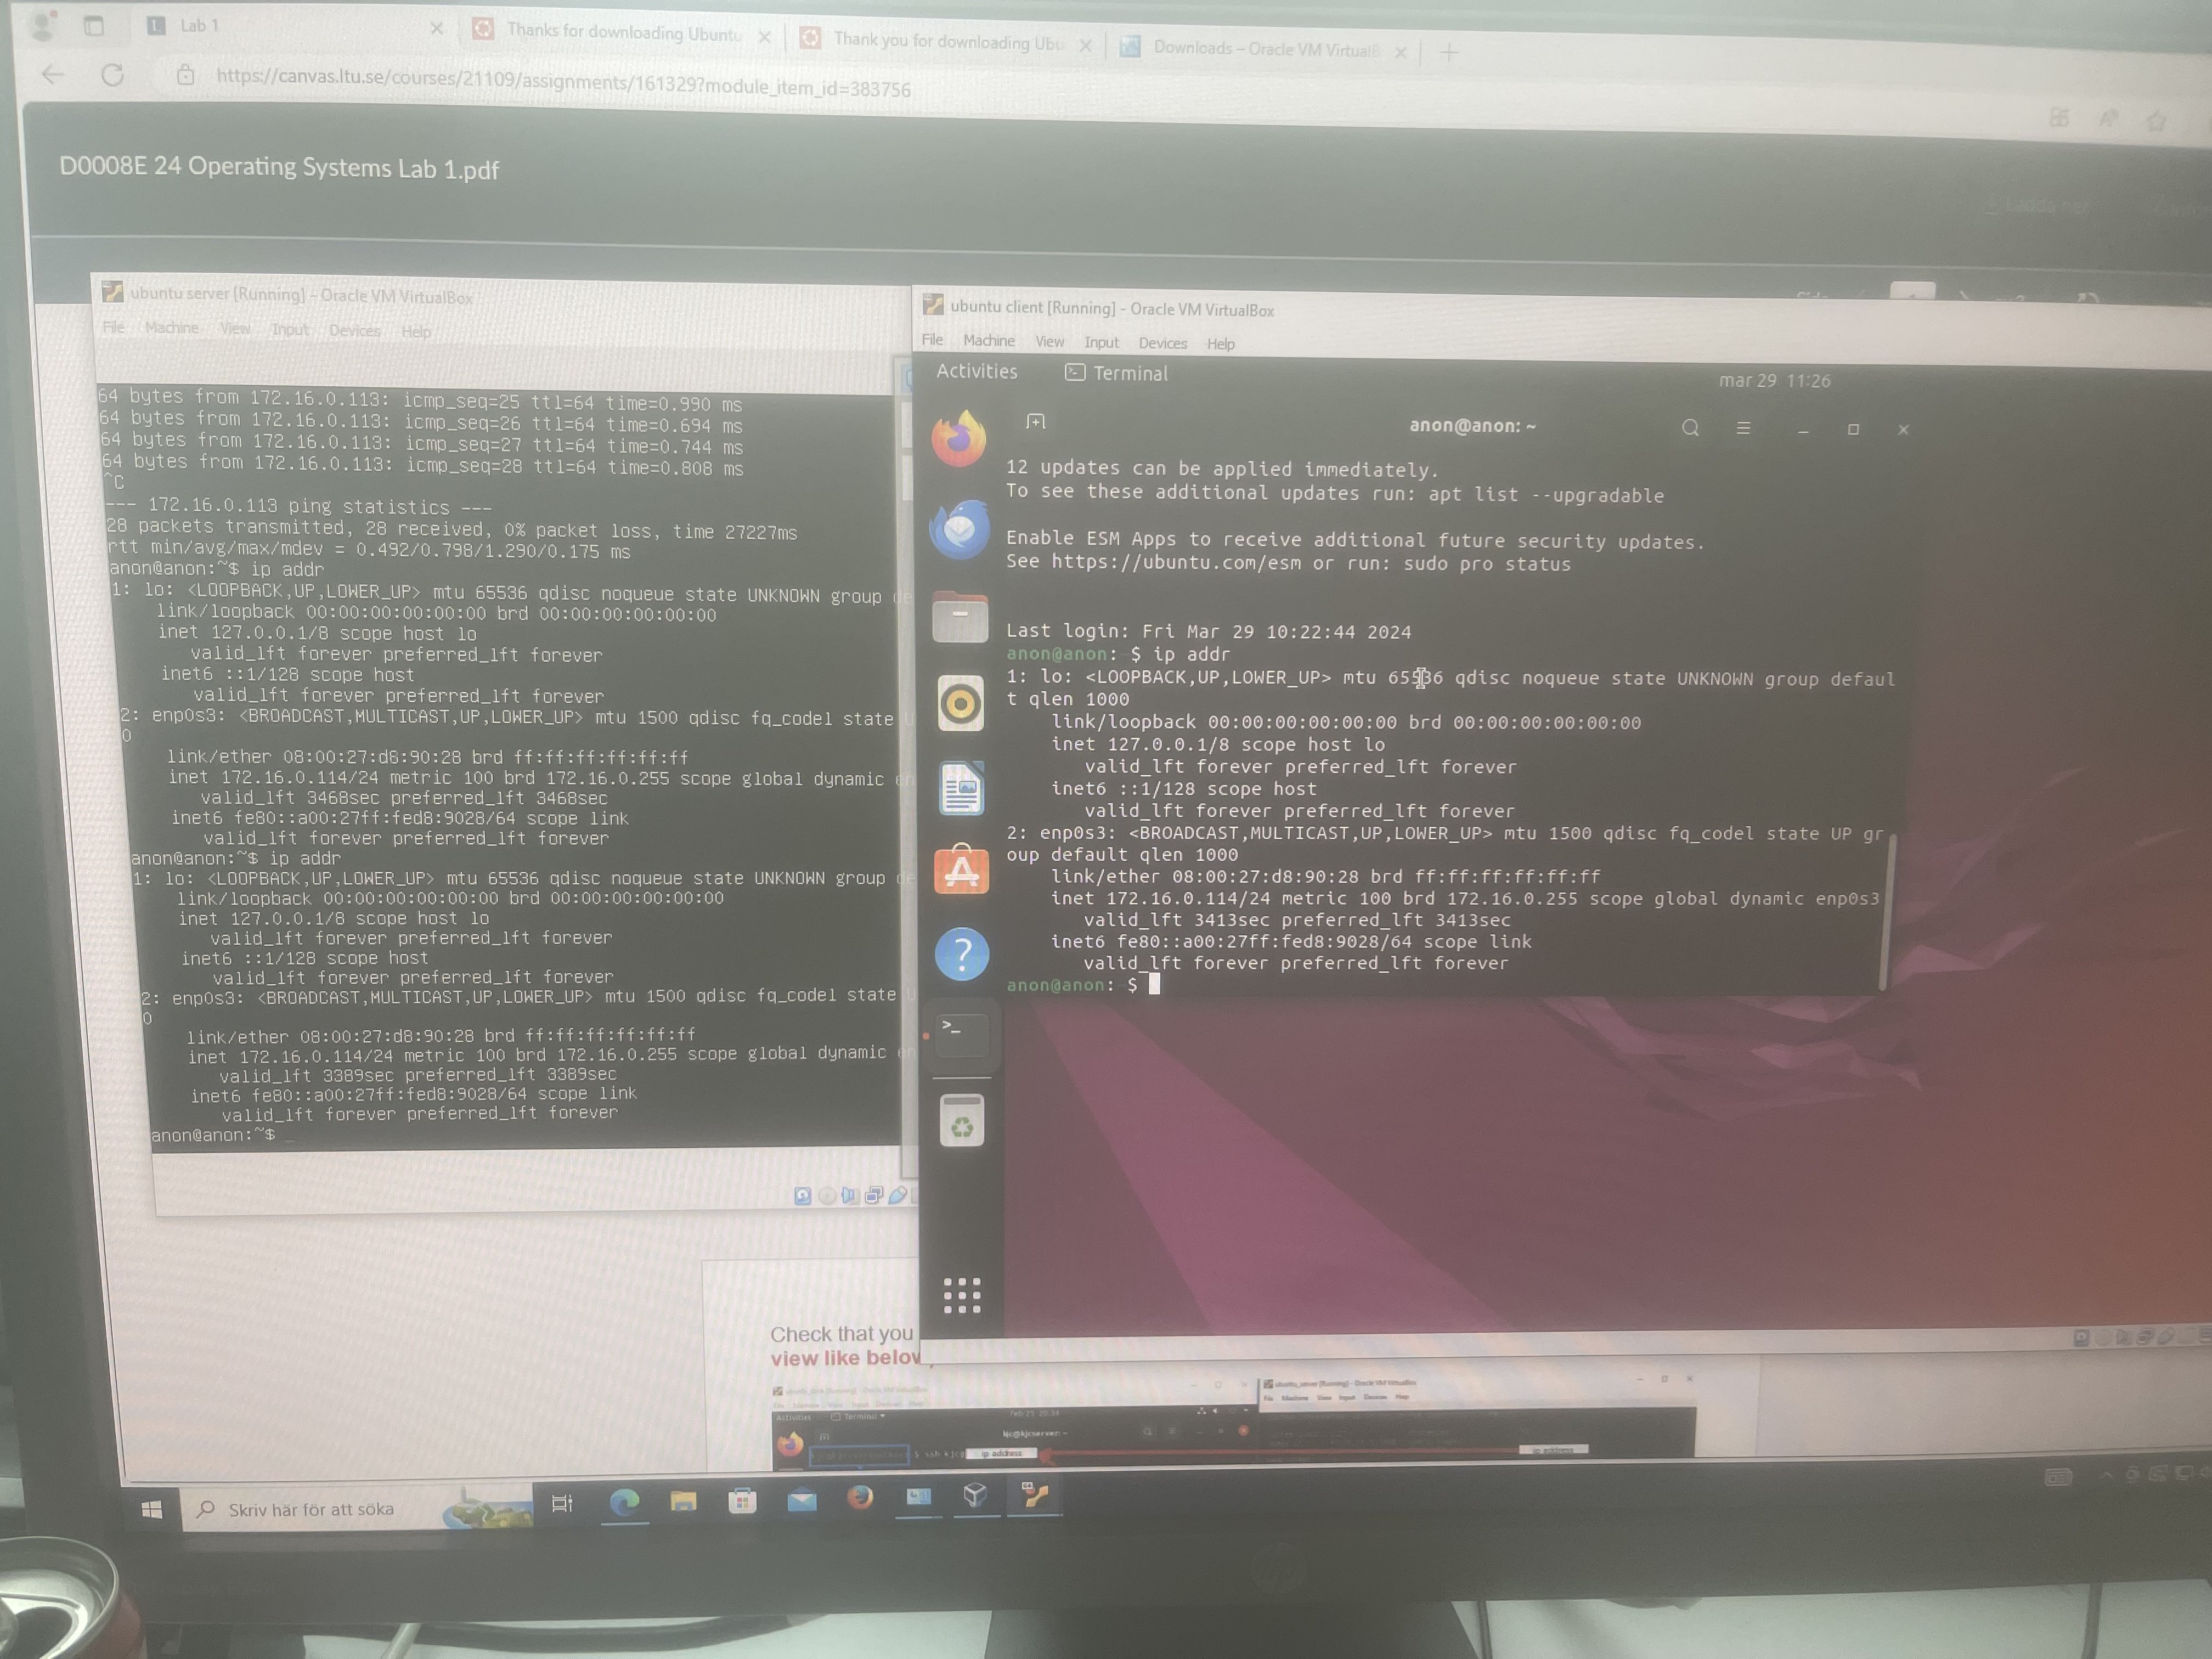 Lab 1
Thanks for downloading Ubuntu
Thank you for downloading Ubu
Downloads – Oracle VM VirtualB
https://canvas.ltu.se/courses/21109/assignments/161329?module_item_id=383756
D0008E 24 Operating Systems Lab 1.pdf
ubuntu server [Running] - Oracle VM VirtualBox
File Machine View Input Devices Help
64 bytes from 172.16.0.113: icmp_seq=25 ttl=64 time=0.990 ms
64 bytes from 172.16.0.113: icmp_seq=26 ttl=64 time=0.694 ms
64 bytes from 172.16.0.113: icmp_seq=27 ttl=64 time=0.744 ms
64 bytes from 172.16.0.113: icmp_seq=28 ttl=64 time=0.808 ms
^C
--- 172.16.0.113 ping statistics ---
28 packets transmitted, 28 received, 0% packet loss, time 27227ms
rtt min/avg/max/mdev = 0.492/0.798/1.290/0.175 ms
anon@anon:~$ ip addr
1: lo: <LOOPBACK,UP,LOWER_UP> mtu 65536 qdisc noqueue state UNKNOWN group de
link/loopback 00:00:00:00:00:00 brd 00:00:00:00:00:00
inet 127.0.0.1/8 scope host lo
valid_lft forever preferred_lft forever
inet6 ::1/128 scope host
valid_lft forever preferred_lft forever
2: enp0s3: <BROADCAST,MULTICAST,UP,LOWER_UP> mtu 1500 qdisc fq_codel state U
0
link/ether 08:00:27:d8:90:28 brd ff:ff:ff:ff:ff:ff
inet 172.16.0.114/24 metric 100 brd 172.16.0.255 scope global dynamic en
valid_lft 3468sec preferred_lft 3468sec
inet6 fe80::a00:27ff:fed8:9028/64 scope link
valid_lft forever preferred_lft forever
anon@anon:~$ ip addr
1: lo: <LOOPBACK,UP,LOWER_UP> mtu 65536 qdisc noqueue state UNKNOWN group de
link/loopback 00:00:00:00:00:00 brd 00:00:00:00:00:00
inet 127.0.0.1/8 scope host lo
valid_lft forever preferred_lft forever
inet6 ::1/128 scope host
valid_lft forever preferred_lft forever
2: enp0s3: <BROADCAST,MULTICAST,UP,LOWER_UP> mtu 1500 qdisc fq_codel state U
0
link/ether 08:00:27:d8:90:28 brd ff:ff:ff:ff:ff:ff
inet 172.16.0.114/24 metric 100 brd 172.16.0.255 scope global dynamic en
valid_lft 3389sec preferred_lft 3389sec
inet6 fe80::a00:27ff:fed8:9028/64 scope link
valid_lft forever preferred_lft forever
anon@anon:~$ _
ubuntu client [Running] - Oracle VM VirtualBox
File Machine View Input Devices Help
Activities Terminal mar 29 11:26
anon@anon: ~
12 updates can be applied immediately.
To see these additional updates run: apt list --upgradable
Enable ESM Apps to receive additional future security updates.
See https://ubuntu.com/esm or run: sudo pro status
Last login: Fri Mar 29 10:22:44 2024
anon@anon: $ ip addr
1: lo: <LOOPBACK,UP,LOWER_UP> mtu 65536 qdisc noqueue state UNKNOWN group defaul
t qlen 1000
link/loopback 00:00:00:00:00:00 brd 00:00:00:00:00:00
inet 127.0.0.1/8 scope host lo
valid_lft forever preferred_lft forever
inet6 ::1/128 scope host
valid_lft forever preferred_lft forever
2: enp0s3: <BROADCAST,MULTICAST,UP,LOWER_UP> mtu 1500 qdisc fq_codel state UP gr
oup default qlen 1000
link/ether 08:00:27:d8:90:28 brd ff:ff:ff:ff:ff:ff
inet 172.16.0.114/24 metric 100 brd 172.16.0.255 scope global dynamic enp0s3
valid_lft 3413sec preferred_lft 3413sec
inet6 fe80::a00:27ff:fed8:9028/64 scope link
valid_lft forever preferred_lft forever
anon@anon: $
Check that you
view like below,
Activities Terminal
kjc@kjcserver: ~
$ ssh kjc@ ip address
ip address
Skriv här för att söka
hp